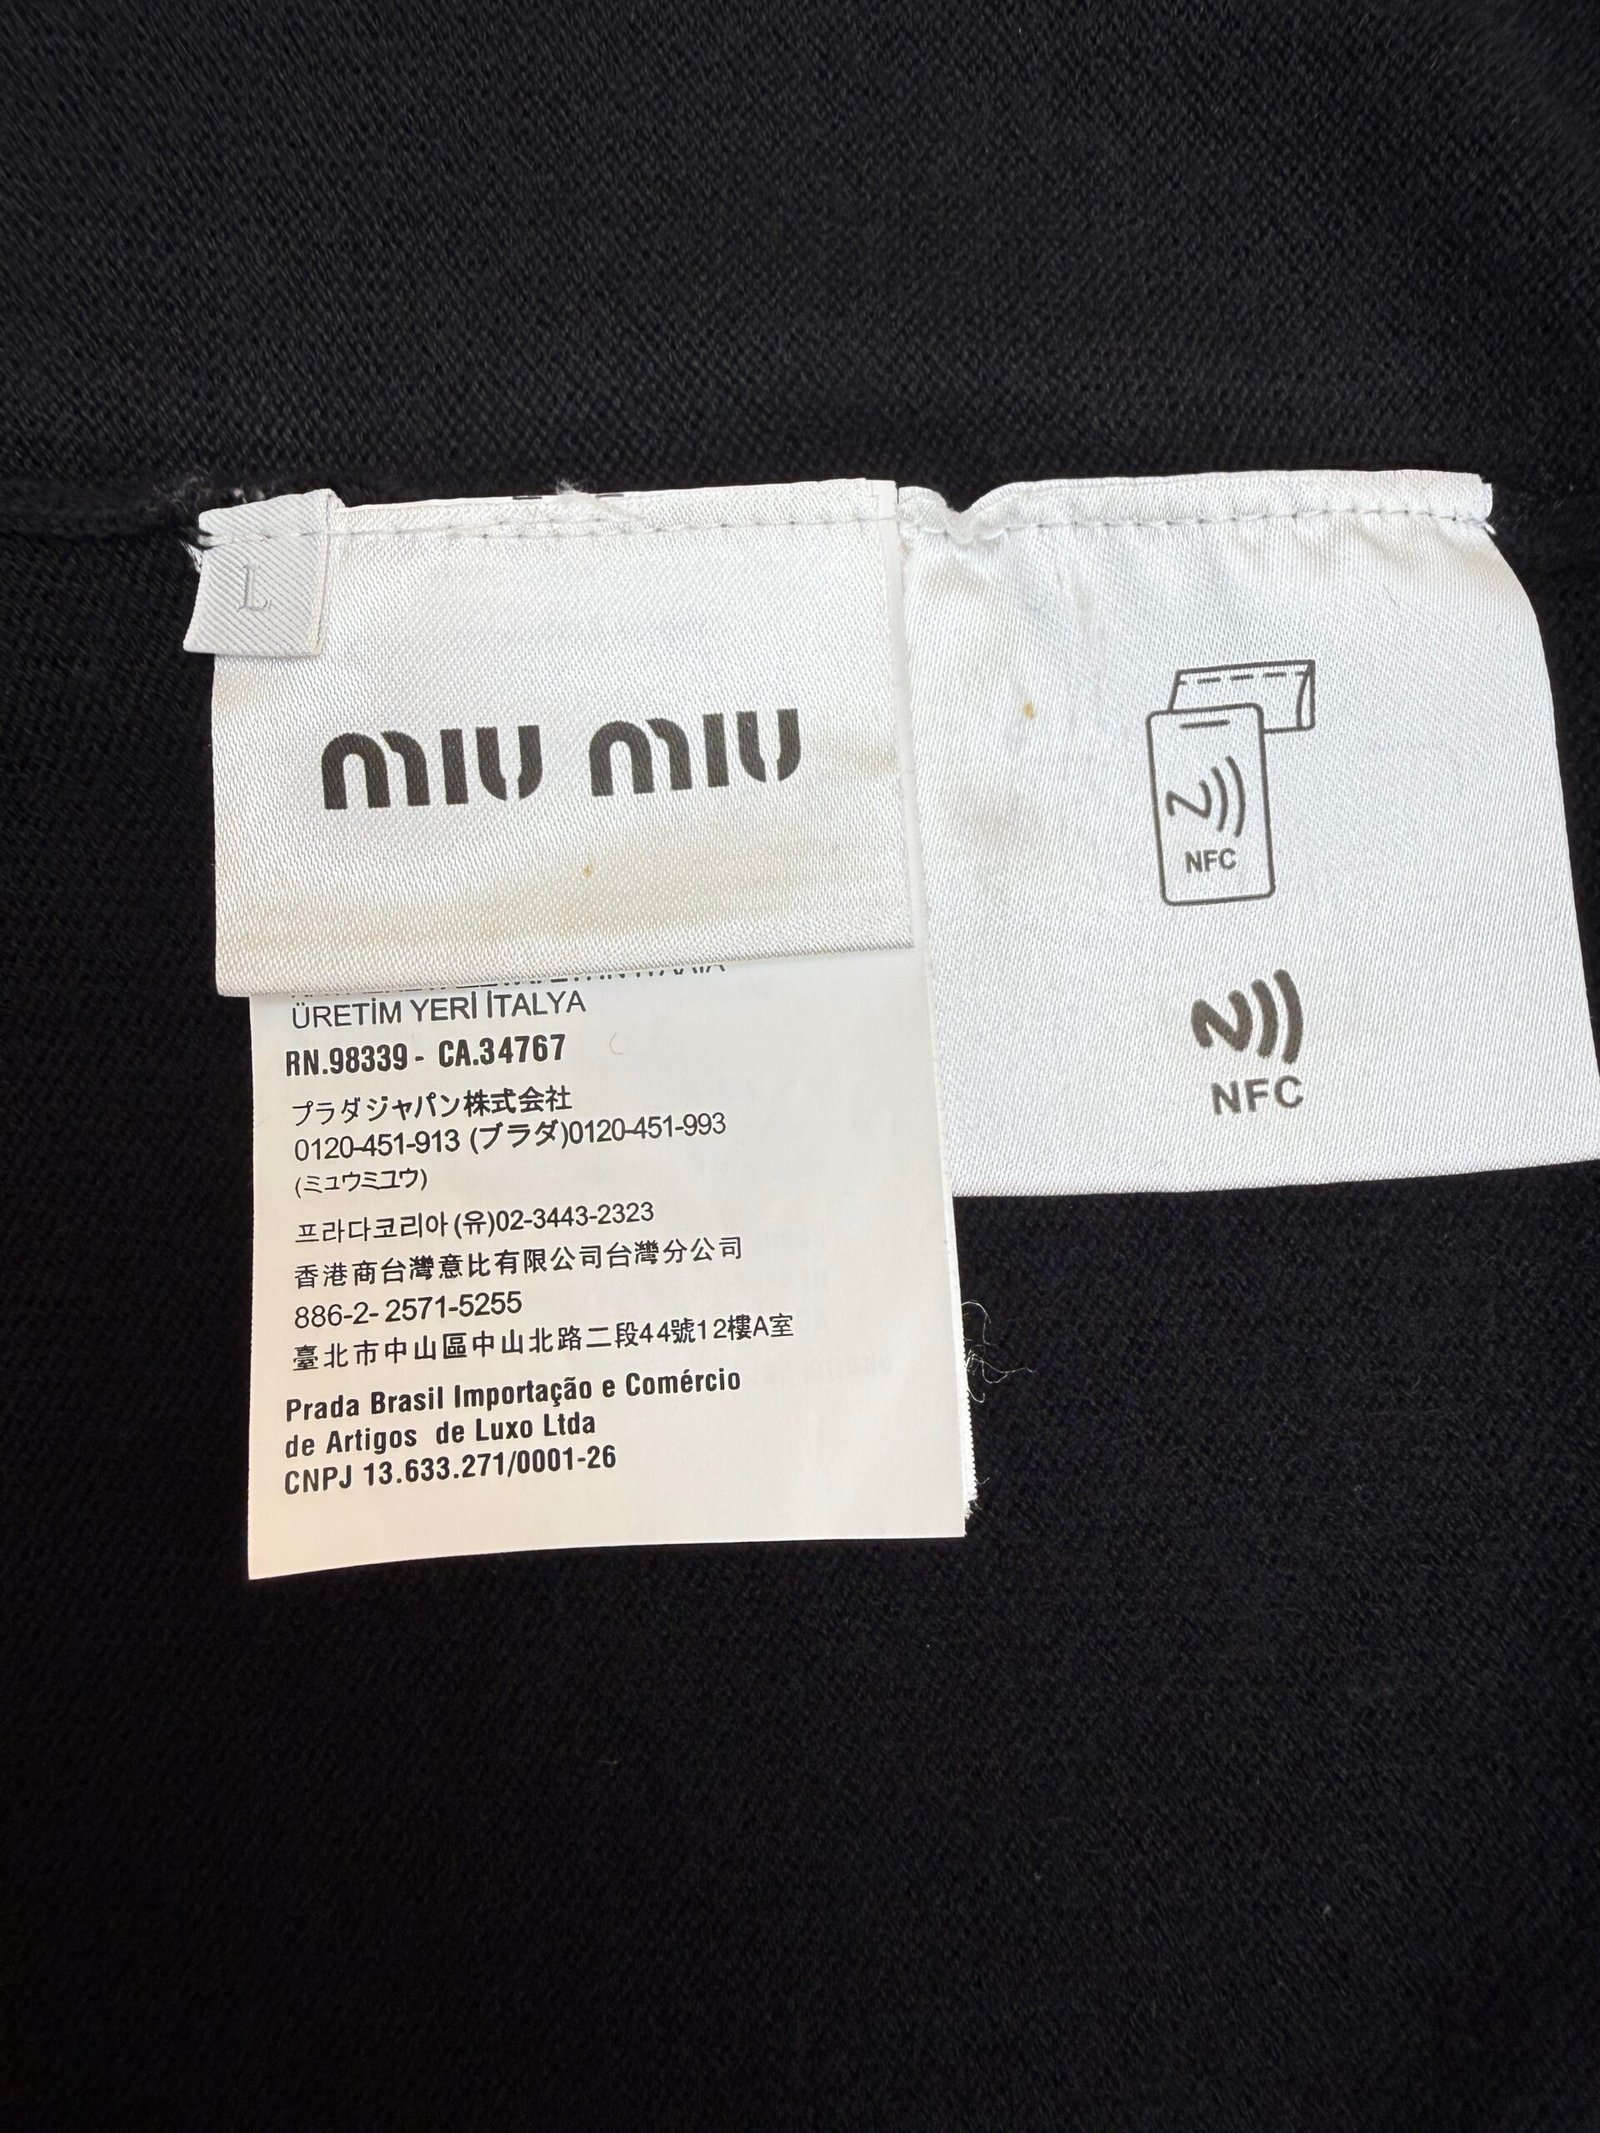 L
MIU MIU
NFC
NFC
ÜRETİM YERİ İTALYA
RN.98339 - CA.34767
プラダジャパン株式会社
0120-451-913 (プラダ)0120-451-993
(ミュウミユウ)
프라다코리아(유)02-3443-2323
香港商台灣意比有限公司台灣分公司
886-2- 2571-5255
臺北市中山區中山北路二段44號12樓A室
Prada Brasil Importação e Comércio
de Artigos de Luxo Ltda
CNPJ 13.633.271/0001-26